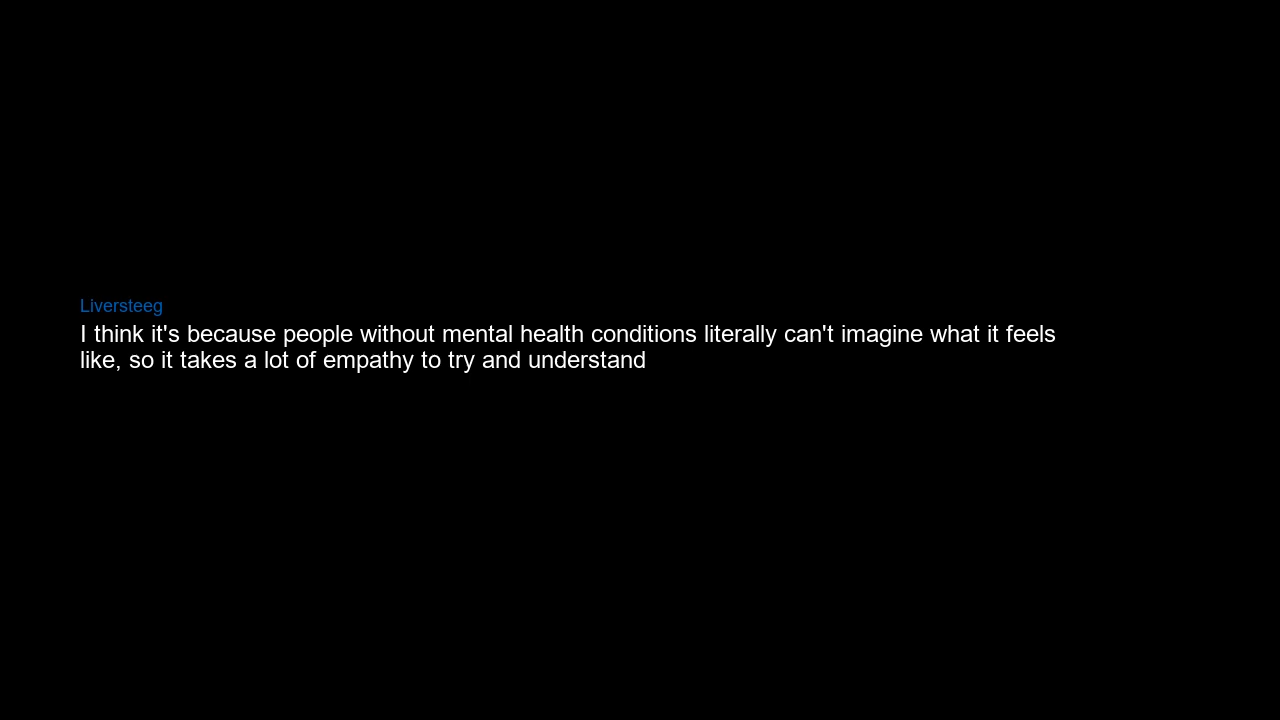 Liversteeg
I think it's because people without mental health conditions literally can't imagine what it feels
like, so it takes a lot of empathy to try and understand